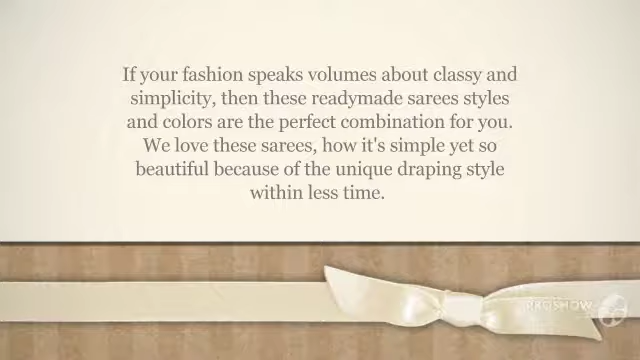 If your fashion speaks volumes about classy and
simplicity, then these readymade sarees styles
and colors are the perfect combination for you.
We love these sarees, how it's simple yet so
beautiful because of the unique draping style
within less time.
PROSHOW